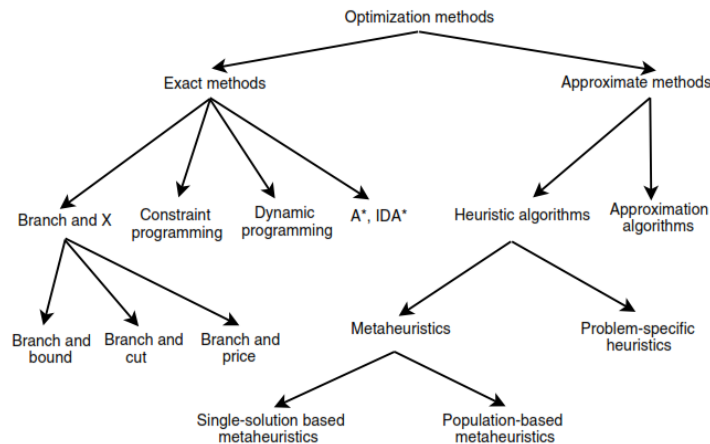 Optimization methods
Exact methods
Approximate methods
Branch and X
Constraint
programming
Dynamic
programming
A*, IDA*
Heuristic algorithms
Approximation
algorithms
Branch and
bound
Branch and
cut
Branch and
price
Metaheuristics
Problem-specific
heuristics
Single-solution based
metaheuristics
Population-based
metaheuristics